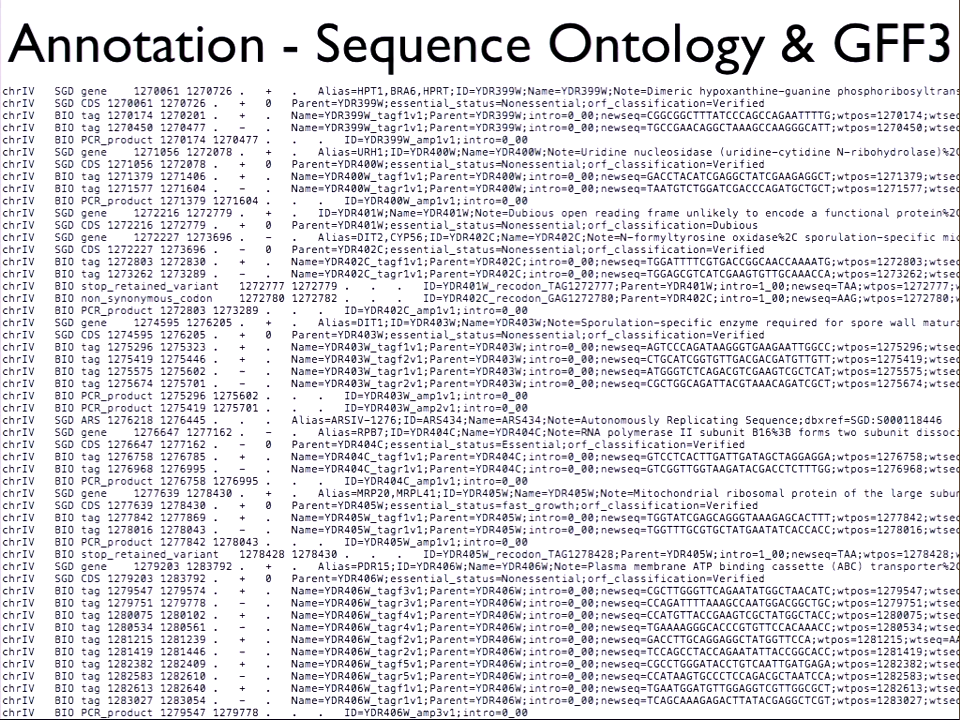 Annotation - Sequence Ontology & GFF3
chrIV SGD gene 1270061 1270726 . + . Alias=HPT1,BRA6,HPRT;ID=YDR399W;Name=YDR399W;Note=Dimeric hypoxanthine-guanine phosphoribosyltrans
chrIV SGD CDS 1270061 1270726 . + 0 Parent=YDR399W;essential_status=Nonessential;orf_classification=Verified
chrIV BIO tag 1270174 1270201 . + . Name=YDR399W_tagf1v1;Parent=YDR399W;intro=0_00;newseq=CGGCGGCTTTATCCCAGCCAGAATTTTG;wtpos=1270174;wtsec
chrIV BIO tag 1270450 1270477 . - . Name=YDR399W_tagr1v1;Parent=YDR399W;intro=0_00;newseq=TGCCGAACAGGCTAAAGCCAAGGGCATT;wtpos=1270450;wtsec
chrIV BIO PCR_product 1270174 1270477 . . . ID=YDR399W_amp1v1;intro=0_00
chrIV SGD gene 1271056 1272078 . + . Alias=URH1;ID=YDR400W;Name=YDR400W;Note=Uridine nucleosidase (uridine-cytidine N-ribohydrolase)%2C
chrIV SGD CDS 1271056 1272078 . + 0 Parent=YDR400W;essential_status=Nonessential;orf_classification=Verified
chrIV BIO tag 1271379 1271406 . + . Name=YDR400W_tagf1v1;Parent=YDR400W;intro=0_00;newseq=GACCTACATCGAGGCTATCGAAGAGGCT;wtpos=1271379;wtsec
chrIV BIO tag 1271577 1271604 . - . Name=YDR400W_tagr1v1;Parent=YDR400W;intro=0_00;newseq=TAATGTCTGGATCGACCCAGATGCTGCT;wtpos=1271577;wtsec
chrIV BIO PCR_product 1271379 1271604 . . . ID=YDR400W_amp1v1;intro=0_00
chrIV SGD gene 1272216 1272779 . + . ID=YDR401W;Name=YDR401W;Note=Dubious open reading frame unlikely to encode a functional protein%2C
chrIV SGD CDS 1272216 1272779 . + 0 Parent=YDR401W;essential_status=Nonessential;orf_classification=Dubious
chrIV SGD gene 1272227 1273696 . - . Alias=DIT2,CYP56;ID=YDR402C;Name=YDR402C;Note=N-formyltyrosine oxidase%2C sporulation-specific mic
chrIV SGD CDS 1272227 1273696 . - 0 Parent=YDR402C;essential_status=Nonessential;orf_classification=Verified
chrIV BIO tag 1272803 1272830 . + . Name=YDR402C_tagf1v1;Parent=YDR402C;intro=0_00;newseq=TGGATTTTCGTGACCGGCAACCAAAATG;wtpos=1272803;wtsec
chrIV BIO tag 1273262 1273289 . - . Name=YDR402C_tagr1v1;Parent=YDR402C;intro=0_00;newseq=TGGAGCGTCATCGAAGTGTTGCAAACCA;wtpos=1273262;wtsec
chrIV BIO stop_retained_variant 1272777 1272779 . . . ID=YDR401W_recodon_TAG1272777;Parent=YDR401W;intro=1_00;newseq=TAA;wtpos=1272777;w
chrIV BIO non_synonymous_codon 1272780 1272782 . . . ID=YDR402C_recodon_GAG1272780;Parent=YDR402C;intro=1_00;newseq=AAG;wtpos=1272780;w
chrIV BIO PCR_product 1272803 1273289 . . . ID=YDR402C_amp1v1;intro=0_00
chrIV SGD gene 1274595 1276205 . + . Alias=DIT1;ID=YDR403W;Name=YDR403W;Note=Sporulation-specific enzyme required for spore wall matura
chrIV SGD CDS 1274595 1276205 . + 0 Parent=YDR403W;essential_status=Nonessential;orf_classification=Verified
chrIV BIO tag 1275296 1275323 . + . Name=YDR403W_tagf1v1;Parent=YDR403W;intro=0_00;newseq=AGTCCCAGATAAGGGTGAAGAATTGGCC;wtpos=1275296;wtsec
chrIV BIO tag 1275419 1275446 . + . Name=YDR403W_tagf2v1;Parent=YDR403W;intro=0_00;newseq=CTGCATCGGTGTTGACGACGATGTTGTT;wtpos=1275419;wtsec
chrIV BIO tag 1275575 1275602 . - . Name=YDR403W_tagr1v1;Parent=YDR403W;intro=0_00;newseq=ATGGGTCTCAGACGTCGAAGTCGCTCAT;wtpos=1275575;wtsec
chrIV BIO tag 1275674 1275701 . - . Name=YDR403W_tagr2v1;Parent=YDR403W;intro=0_00;newseq=CGCTGGCAGATTACGTAAACAGATCGCT;wtpos=1275674;wtsec
chrIV BIO PCR_product 1275296 1275602 . . . ID=YDR403W_amp1v1;intro=0_00
chrIV BIO PCR_product 1275419 1275701 . . . ID=YDR403W_amp2v1;intro=0_00
chrIV SGD ARS 1276218 1276445 . . . Alias=ARSIV-1276;ID=ARS434;Name=ARS434;Note=Autonomously Replicating Sequence;dbxref=SGD:S000118446
chrIV SGD gene 1276647 1277162 . - . Alias=RPB7;ID=YDR404C;Name=YDR404C;Note=RNA polymerase II subunit B16%3B forms two subunit dissoci
chrIV SGD CDS 1276647 1277162 . - 0 Parent=YDR404C;essential_status=Essential;orf_classification=Verified
chrIV BIO tag 1276758 1276785 . + . Name=YDR404C_tagf1v1;Parent=YDR404C;intro=0_00;newseq=GTCCTCACTTGATTGATAGCTAGGAGGA;wtpos=1276758;wtsec
chrIV BIO tag 1276968 1276995 . - . Name=YDR404C_tagr1v1;Parent=YDR404C;intro=0_00;newseq=GTCGGTTGGTAAGATACGACCTCTTTGG;wtpos=1276968;wtsec
chrIV BIO PCR_product 1276758 1276995 . . . ID=YDR404C_amp1v1;intro=0_00
chrIV SGD gene 1277639 1278430 . + . Alias=MRP20,MRPL41;ID=YDR405W;Name=YDR405W;Note=Mitochondrial ribosomal protein of the large subun
chrIV SGD CDS 1277639 1278430 . + 0 Parent=YDR405W;essential_status=fast_growth;orf_classification=Verified
chrIV BIO tag 1277842 1277869 . + . Name=YDR405W_tagf1v1;Parent=YDR405W;intro=0_00;newseq=TGGTATCGAGCAGGGTAAAGAGCACTTT;wtpos=1277842;wtsec
chrIV BIO tag 1278016 1278043 . - . Name=YDR405W_tagr1v1;Parent=YDR405W;intro=0_00;newseq=TGGTTTGCGTGCTATGAATATCACCACC;wtpos=1278016;wtsec
chrIV BIO PCR_product 1277842 1278043 . . . ID=YDR405W_amp1v1;intro=0_00
chrIV BIO stop_retained_variant 1278428 1278430 . . . ID=YDR405W_recodon_TAG1278428;Parent=YDR405W;intro=1_00;newseq=TAA;wtpos=1278428;w
chrIV SGD gene 1279203 1283792 . + . Alias=PDR15;ID=YDR406W;Name=YDR406W;Note=Plasma membrane ATP binding cassette (ABC) transporter%2C
chrIV SGD CDS 1279203 1283792 . + 0 Parent=YDR406W;essential_status=Nonessential;orf_classification=Verified
chrIV BIO tag 1279547 1279574 . + . Name=YDR406W_tagf3v1;Parent=YDR406W;intro=0_00;newseq=CGCTTGGGTTCAGAATATGGCTAACATC;wtpos=1279547;wtsec
chrIV BIO tag 1279751 1279778 . - . Name=YDR406W_tagr3v1;Parent=YDR406W;intro=0_00;newseq=CCAGATTTTAAAGCCAATGGACGGCTGC;wtpos=1279751;wtsec
chrIV BIO tag 1280075 1280102 . + . Name=YDR406W_tagf4v1;Parent=YDR406W;intro=0_00;newseq=CCATGTTACCGAAGTCGCTATGGCTACC;wtpos=1280075;wtsec
chrIV BIO tag 1280534 1280561 . - . Name=YDR406W_tagr4v1;Parent=YDR406W;intro=0_00;newseq=TGAAAAGGCACCCGTGTTCCACAAACC;wtpos=1280534;wtsec
chrIV BIO tag 1281215 1281239 . + . Name=YDR406W_tagf2v1;Parent=YDR406W;intro=0_00;newseq=GACCTTGCAGGAGGCTATGGTTCCA;wtpos=1281215;wtseq=AA
chrIV BIO tag 1281419 1281446 . - . Name=YDR406W_tagr2v1;Parent=YDR406W;intro=0_00;newseq=TCCAGCCTACCAGAATATTACCGGCACC;wtpos=1281419;wtsec
chrIV BIO tag 1282382 1282409 . + . Name=YDR406W_tagf5v1;Parent=YDR406W;intro=0_00;newseq=CGCCTGGGATACCTGTCAATTGATGAGA;wtpos=1282382;wtsec
chrIV BIO tag 1282583 1282610 . - . Name=YDR406W_tagr5v1;Parent=YDR406W;intro=0_00;newseq=CCATAAGTGCCCTCCAGACGCTAATCCA;wtpos=1282583;wtsec
chrIV BIO tag 1282613 1282640 . + . Name=YDR406W_tagf1v1;Parent=YDR406W;intro=0_00;newseq=TGAATGGATGTTGGAGGTCGTTGGCGCT;wtpos=1282613;wtsec
chrIV BIO tag 1283027 1283054 . - . Name=YDR406W_tagr1v1;Parent=YDR406W;intro=0_00;newseq=TCAGCAAAGAGACTTATGAGGCTAGGCT;wtpos=1283027;wtsec
chrIV BIO PCR_product 1279547 1279778 . . . ID=YDR406W_amp3v1;intro=0_00